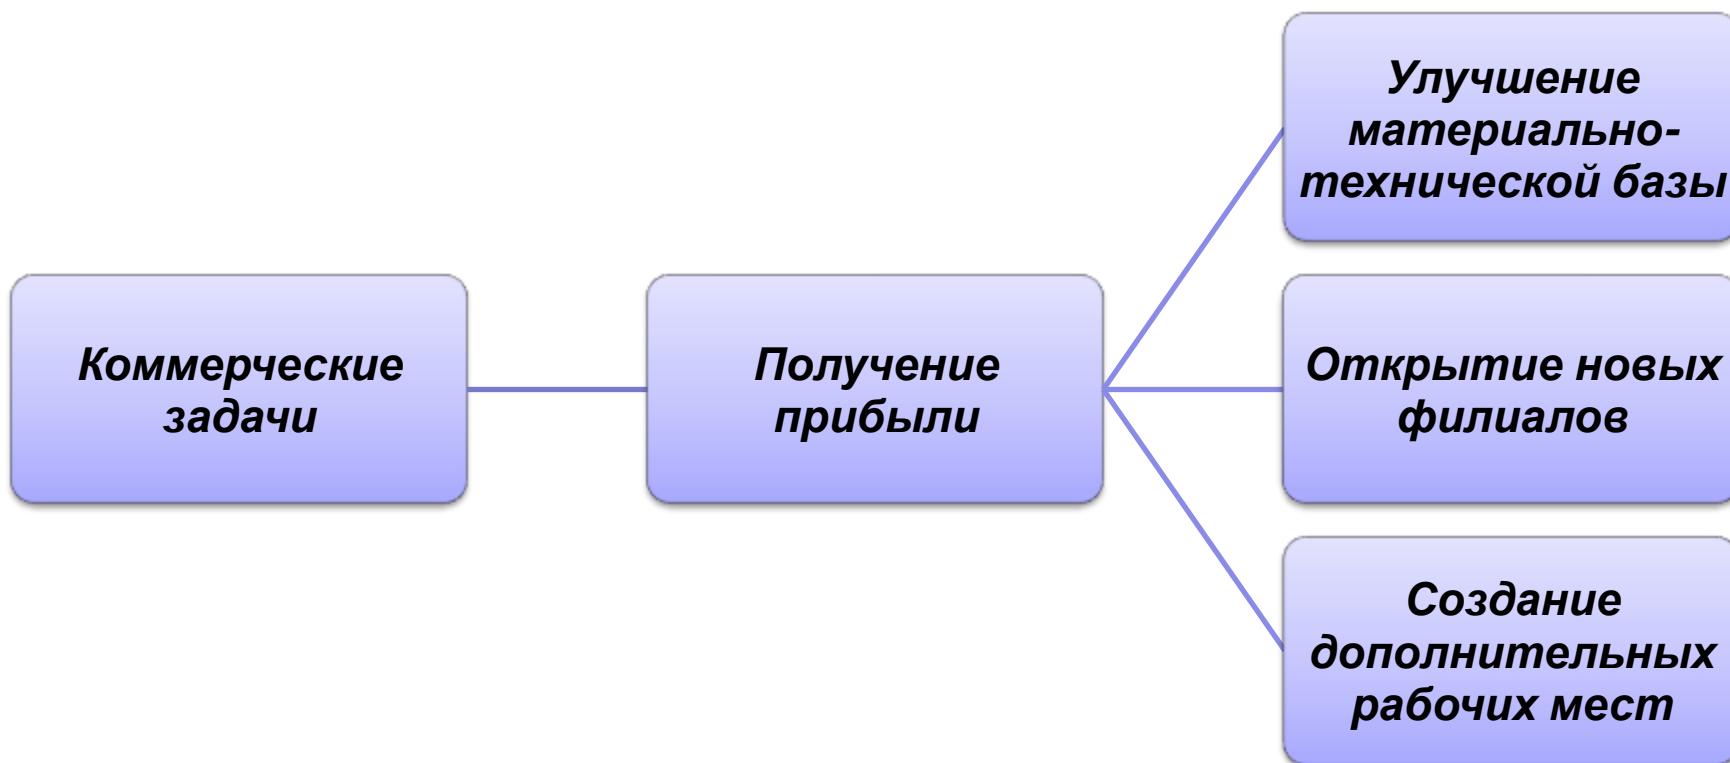 Коммерческие
задачи
Получение
прибыли
Улучшение
материально-
технической базы
Открытие новых
филиалов
Создание
дополнительных
рабочих мест